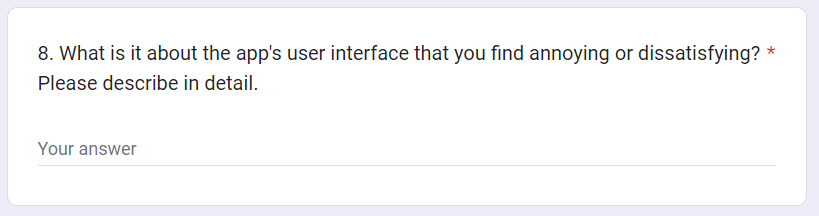 8. What is it about the app's user interface that you find annoying or dissatisfying? *
Please describe in detail.
Your answer